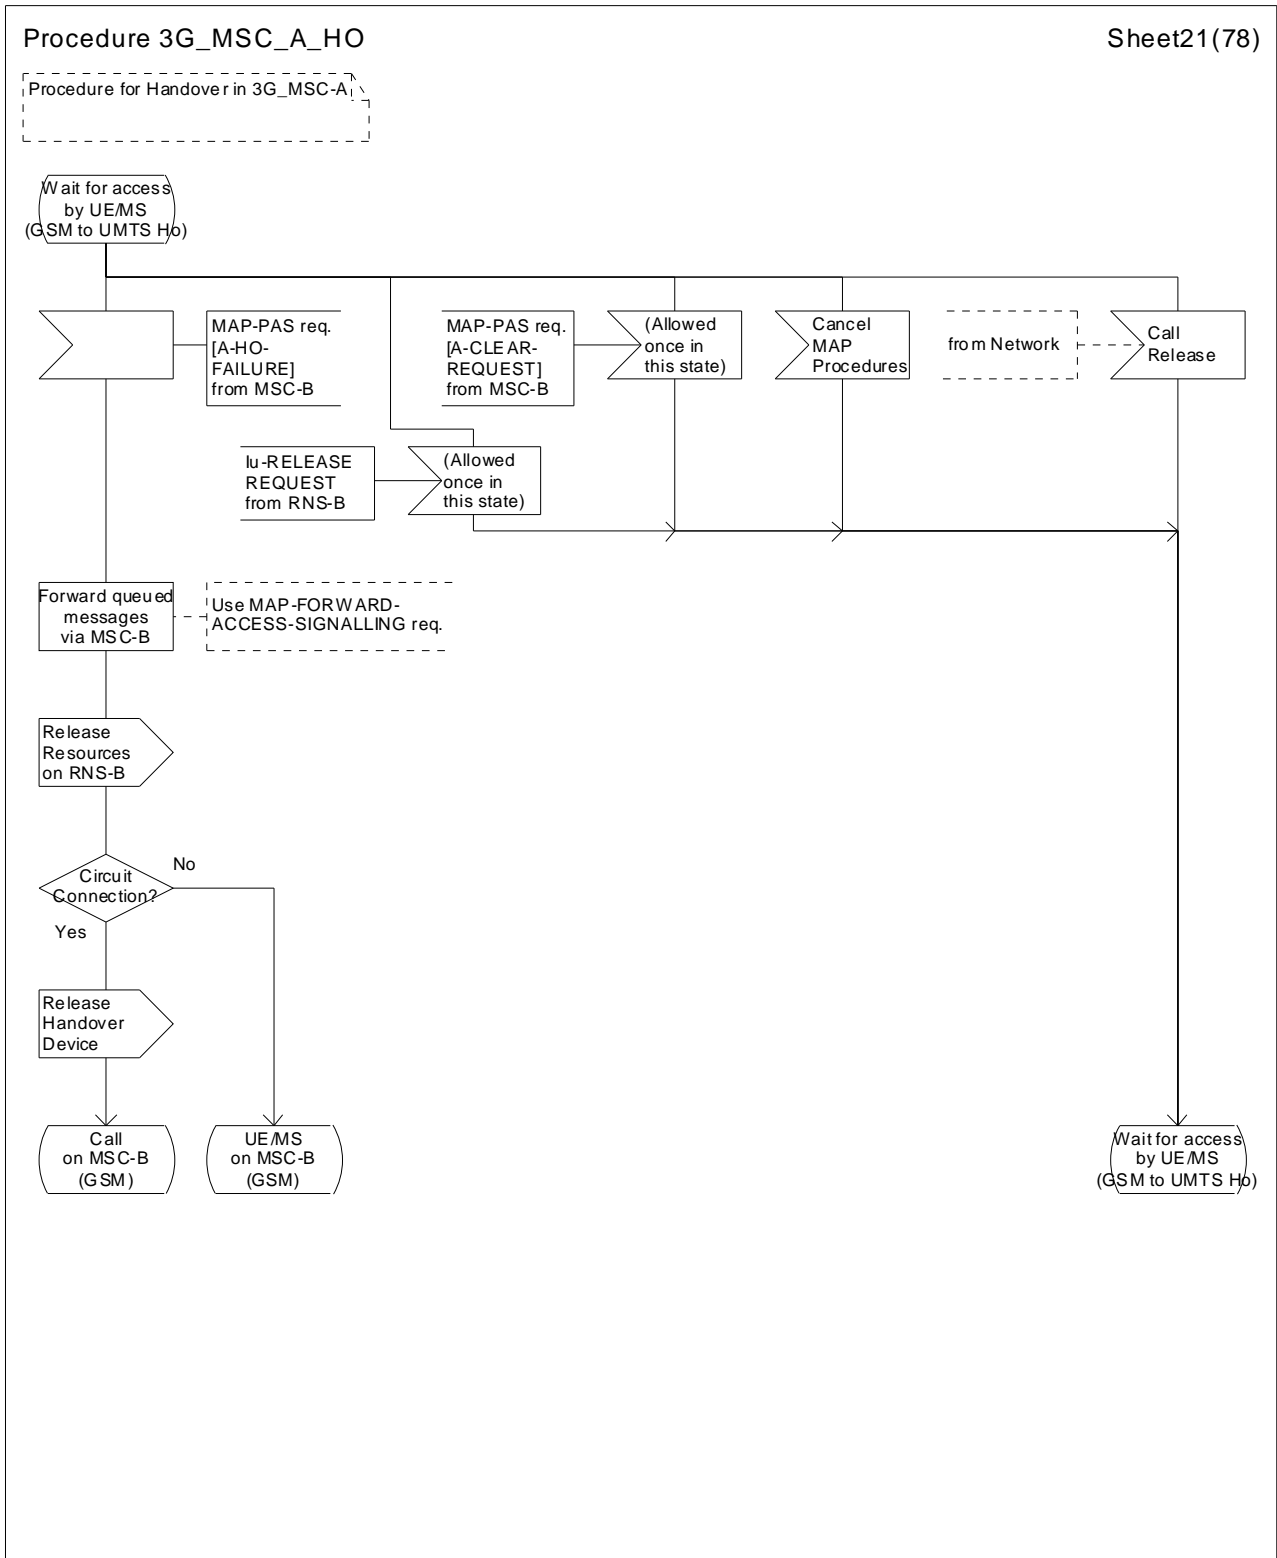 Procedure 3G_MSC_A_HO
Sheet21(78)
Procedure for Handover in 3G_MSC-A
Wait for access
by UE/MS
(GSM to UMTS Ho)
MAP-PAS req.
[A-HO-
FAILURE]
from MSC-B
MAP-PAS req.
[A-CLEAR-
REQUEST]
from MSC-B
(Allowed
once in
this state)
Cancel
MAP
Procedures
from Network
Call
Release
Iu-RELEASE
REQUEST
from RNS-B
(Allowed
once in
this state)
Forward queued
messages
via MSC-B
Use MAP-FORWARD-
ACCESS-SIGNALLING req.
Release
Resources
on RNS-B
Circuit
Connection?
No
Yes
Release
Handover
Device
Call
on MSC-B
(GSM)
UE/MS
on MSC-B
(GSM)
Wait for access
by UE/MS
(GSM to UMTS Ho)